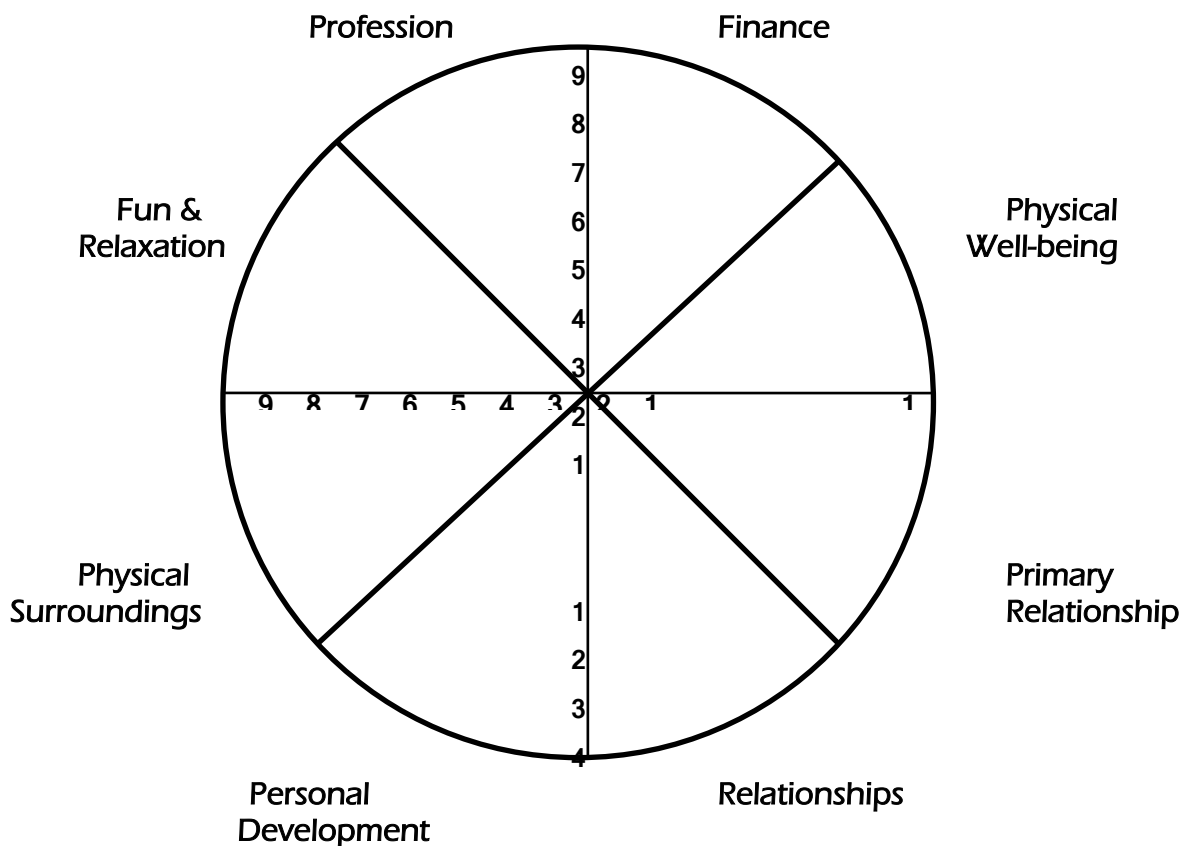 Profession
Finance
9
8
7
Fun &
Relaxation
Physical
Well-being
6
5
4
3
9 8 7 6 5 4 3 2 1 1
2
1
Physical
Surroundings
Primary
Relationship
1
2
3
4
Personal
Development
Relationships